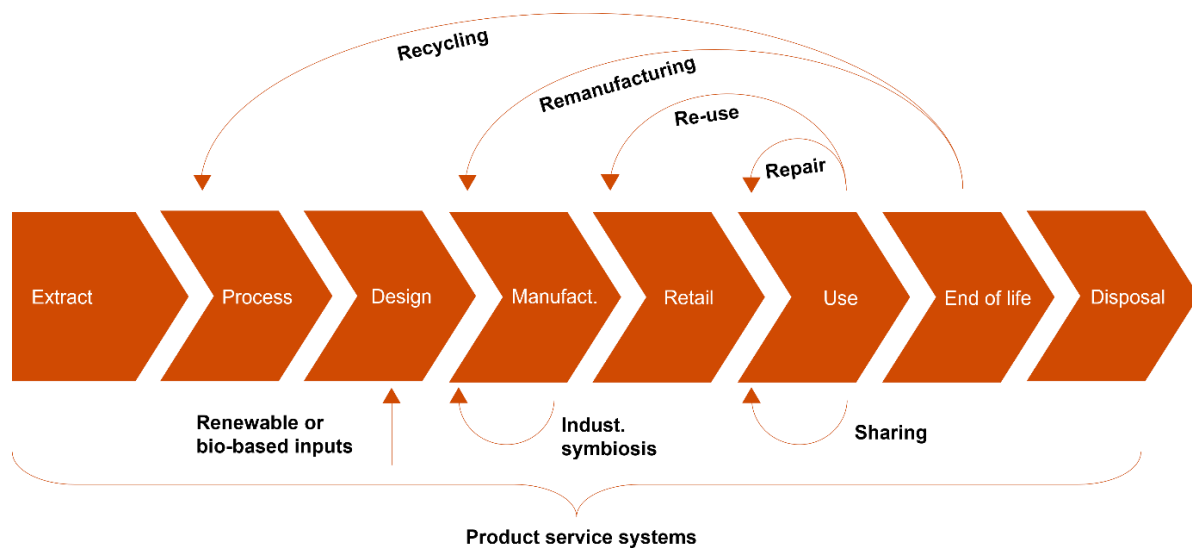 Recycling
Remanufacturing
Re-use
Repair
Extract
Process
Design
Manufact.
Retail
Use
End of life
Disposal
Renewable or
bio-based inputs
Indust.
symbiosis
Sharing
Product service systems